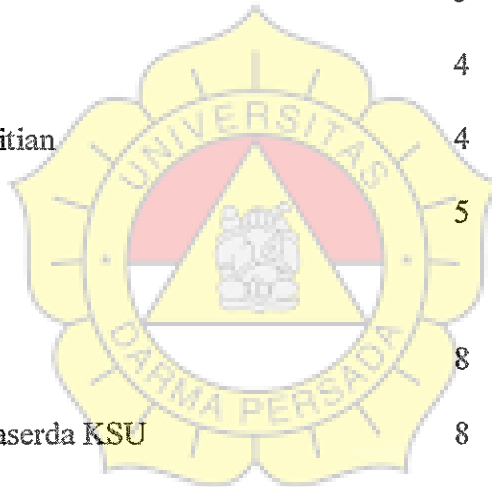 4
itian 4
5
8
aserda KSU 8
UNIVERSITAS
DARMA PERSADA